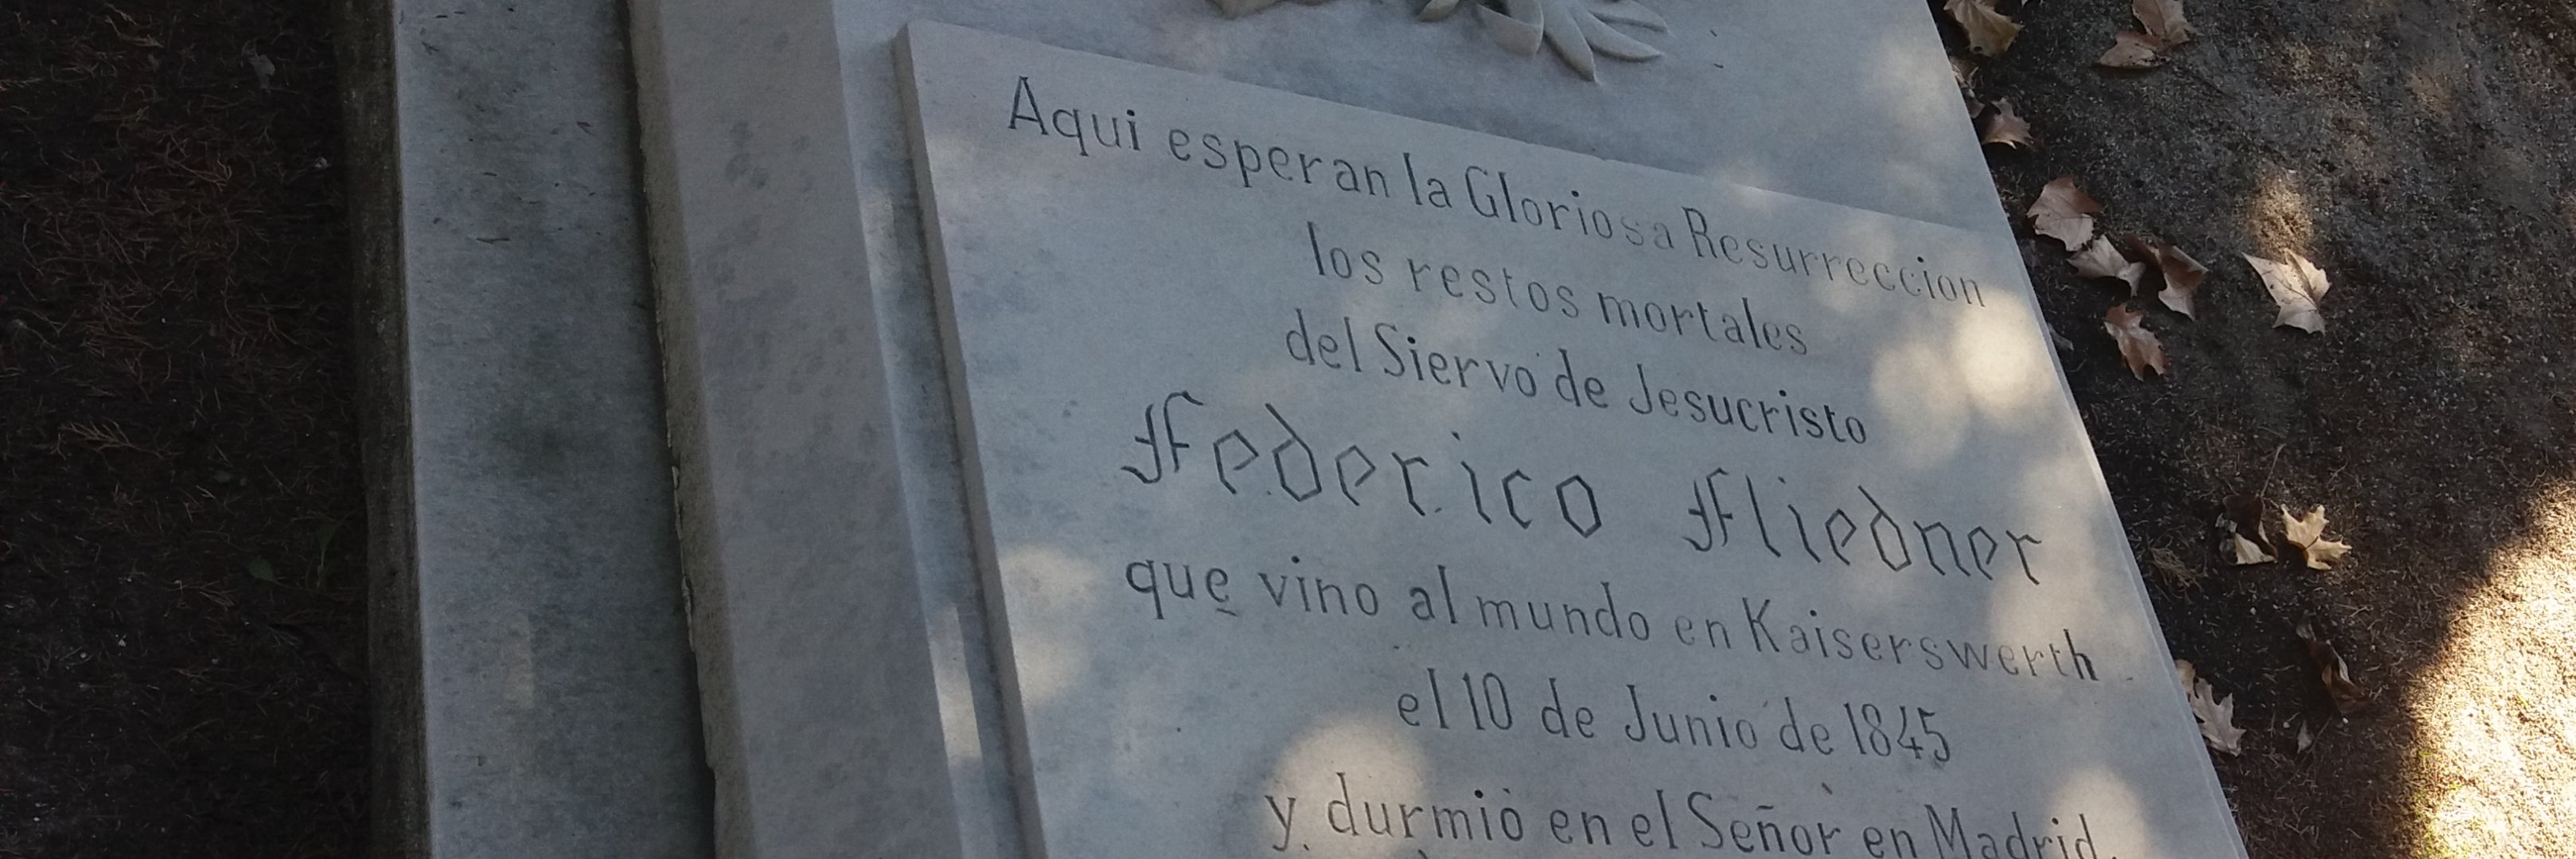 Aqui esperan la Gloriosa Resurreccion
los restos mortales
del Siervo de Jesucristo
Federico Fliedner
que vino al mundo en Kaiserswerth
el 10 de Junio de 1845
y durmió en el Señor en Madrid